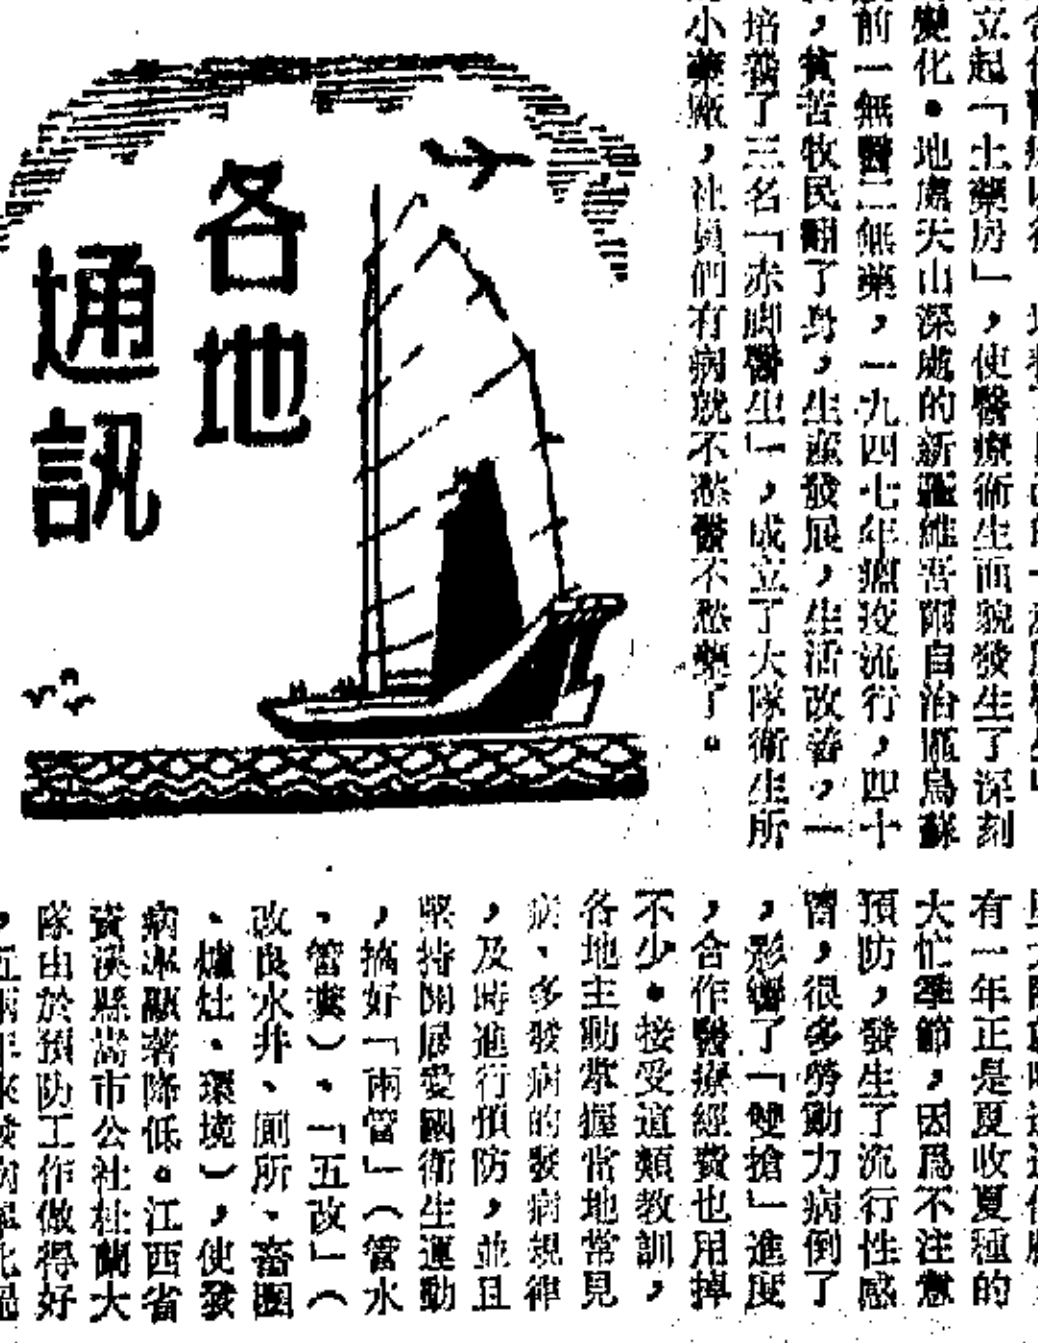 立起「土藥房」，使醫療衞生面貌發生了深刻
變化。地處天山深處的新疆維吾爾自治區烏蘇
前一無醫二無藥，一九四七年瘟疫流行，即十
，貧苦牧民翻了身，生產發展，生活改善，一
培養了三名「赤脚醫生」，成立了大隊衞生所
小藥廠，社員們有病就不愁醫不愁藥了。
各地
通訊
有一年正是夏收夏種的
大忙季節，因爲不注意
預防，發生了流行性感
冒，很多勞動力病倒了
，影響了「雙搶」進度
，合作醫療經費也用掉
不少。接受這類教訓，
各地主動掌握當地常見
病、多發病的發病規律
，及時進行預防，並且
堅持開展愛國衞生運動
，搞好「兩管」（管水
、管糞）、「五改」（
改良水井、厠所、畜圈
、爐灶、環境），使發
病率顯著降低。江西省
資溪縣嵩市公社杜蘭大
隊由於預防工作做得好